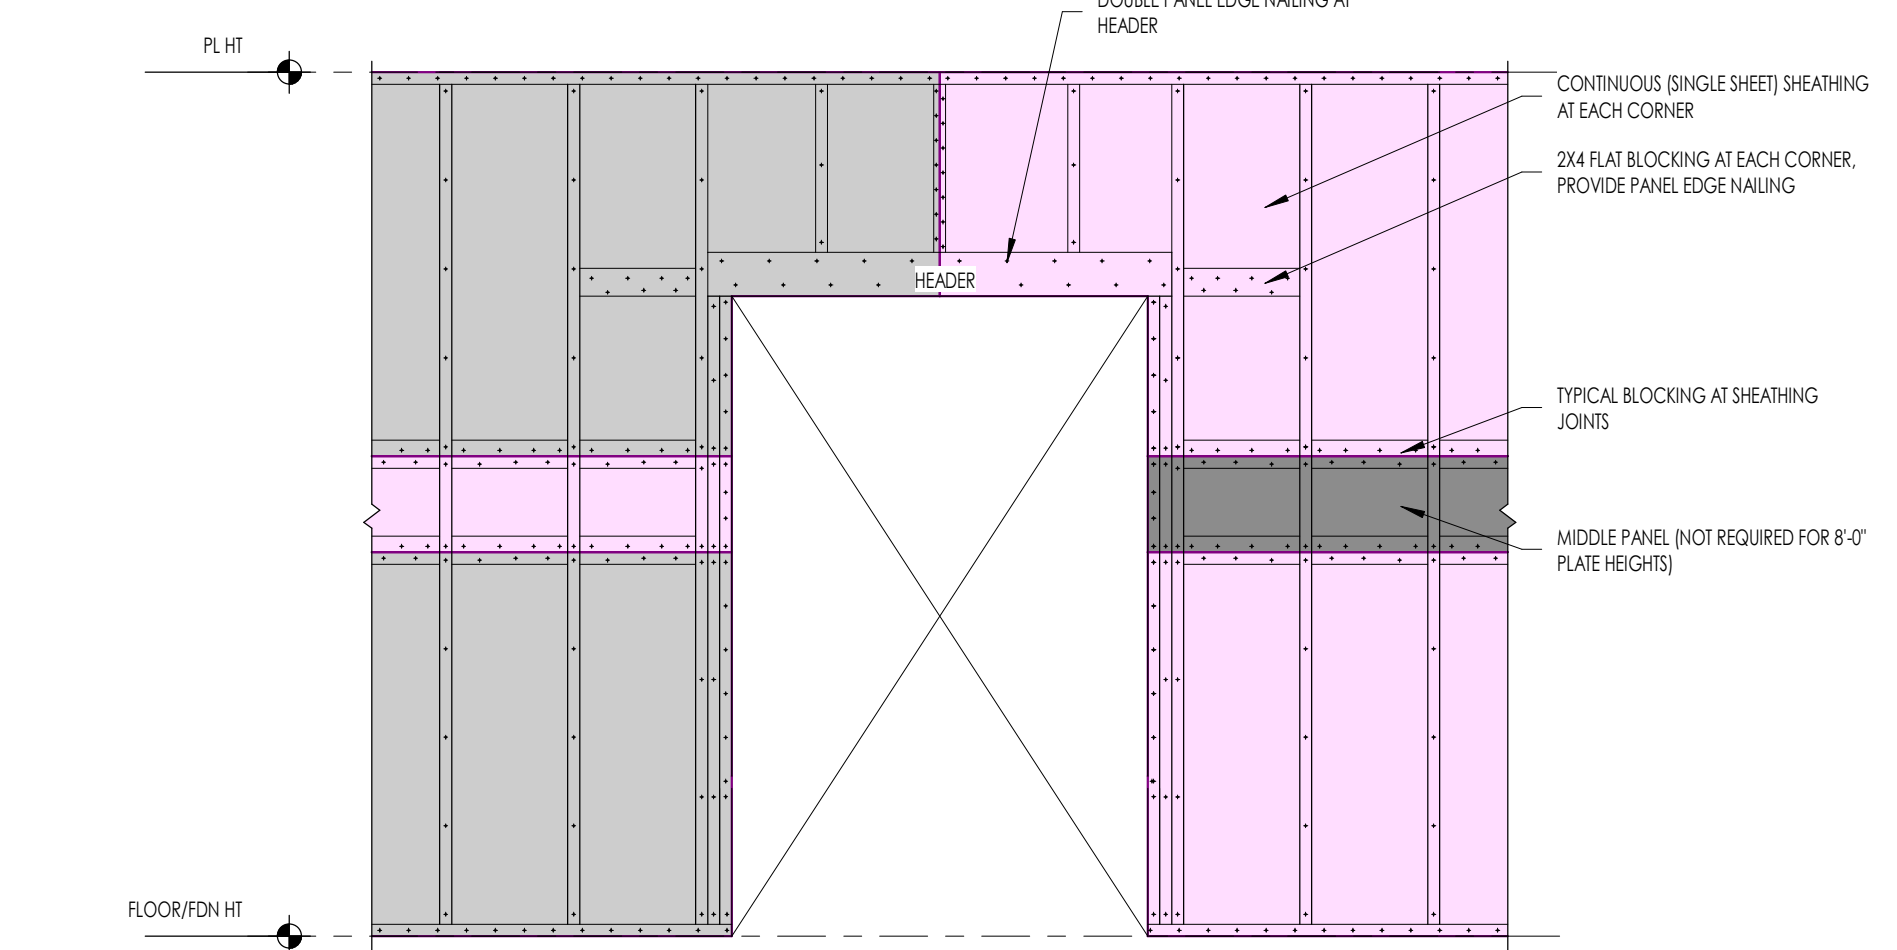 DOUBLE PANEL EDGE NAILING AT
HEADER
PL HT
CONTINUOUS (SINGLE SHEET) SHEATHING
AT EACH CORNER
2X4 FLAT BLOCKING AT EACH CORNER,
PROVIDE PANEL EDGE NAILING
HEADER
TYPICAL BLOCKING AT SHEATHING
JOINTS
MIDDLE PANEL (NOT REQUIRED FOR 8'-0"
PLATE HEIGHTS)
FLOOR/FDN HT